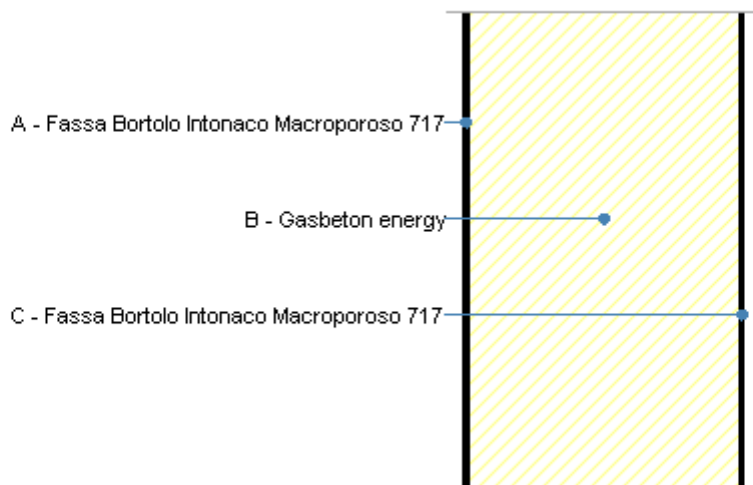 A - Fassa Bortolo Intonaco Macroporoso 717
B - Gasbeton energy
C - Fassa Bortolo Intonaco Macroporoso 717